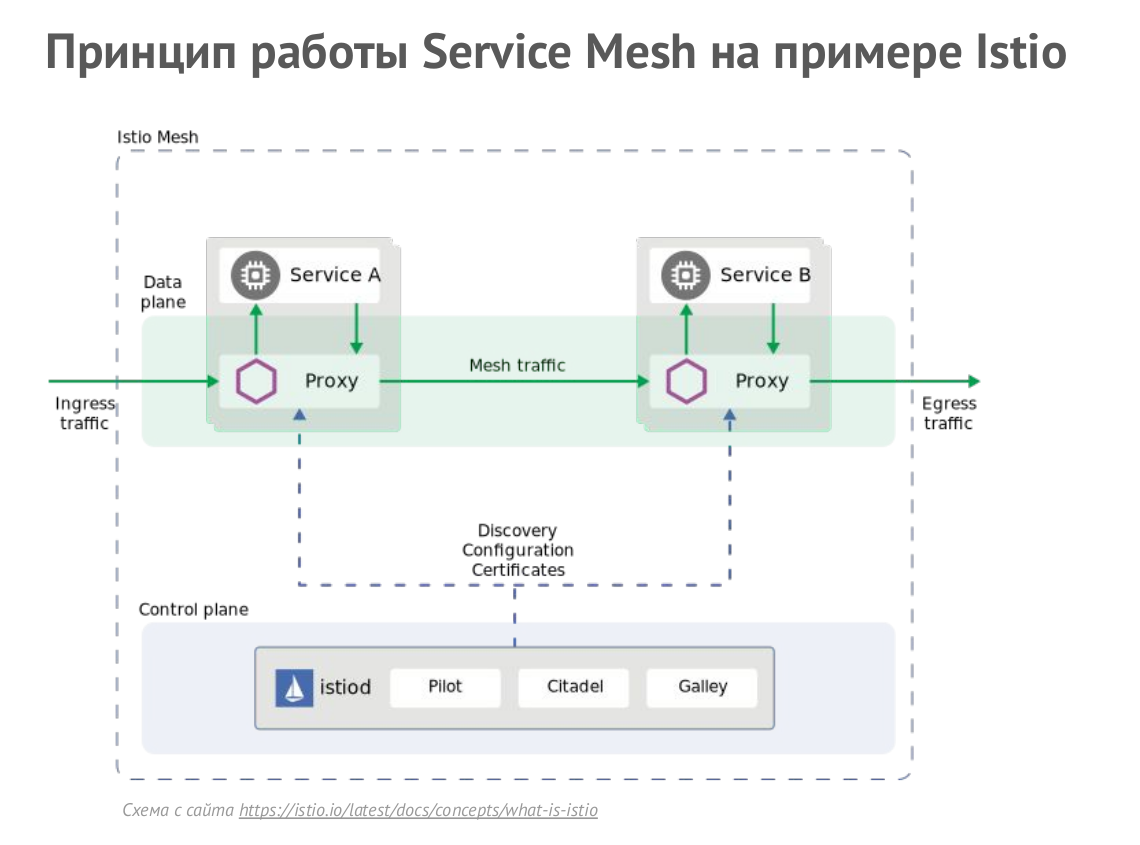 Принцип работы Service Mesh на примере Istio
Istio Mesh
Data
plane
Service A
Service B
Proxy
Mesh traffic
Proxy
Ingress
traffic
Egress
traffic
Discovery
Configuration
Certificates
Control plane
istiod
Pilot
Citadel
Galley
Схема с сайта https://istio.io/latest/docs/concepts/what-is-istio